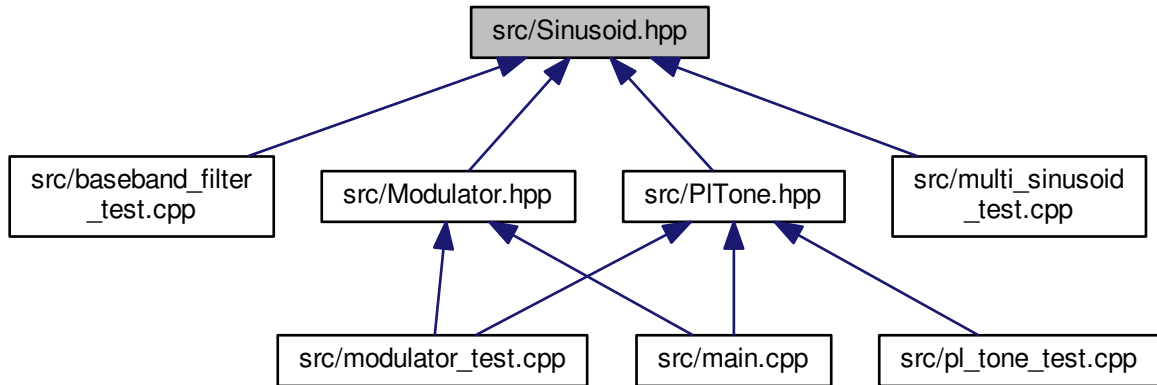 src/Sinusoid.hpp
src/baseband_filter
_test.cpp
src/Modulator.hpp
src/PlTone.hpp
src/multi_sinusoid
_test.cpp
src/modulator_test.cpp
src/main.cpp
src/pl_tone_test.cpp